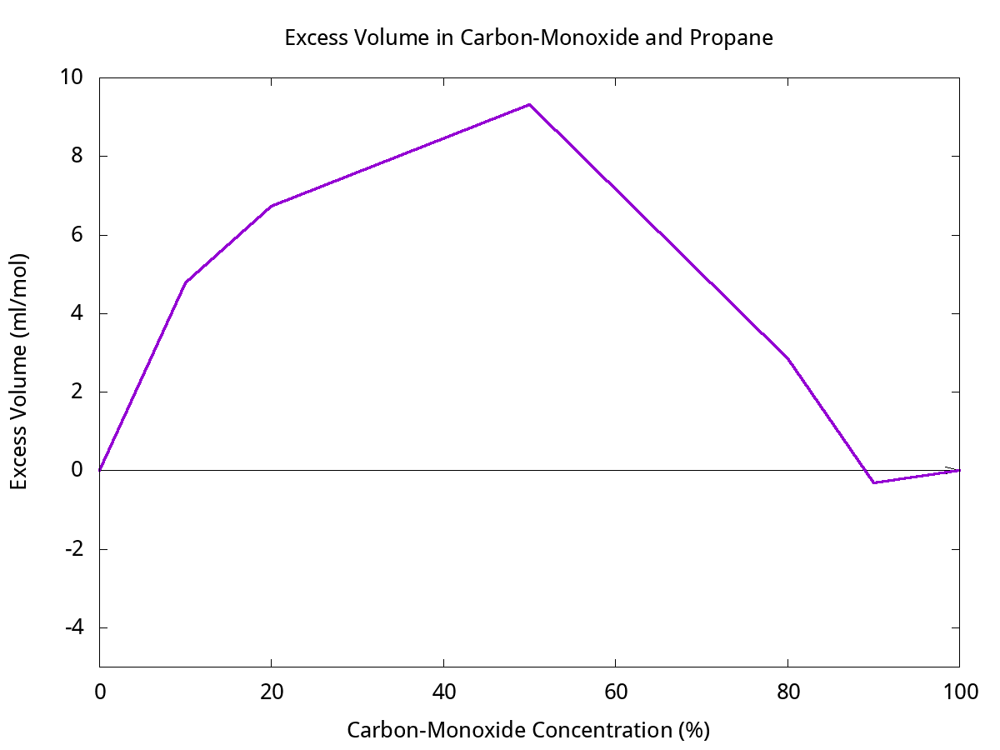 Excess Volume in Carbon-Monoxide and Propane
10
8
6
4
2
0
-2
-4
Excess Volume (ml/mol)
0 20 40 60 80 100
Carbon-Monoxide Concentration (%)